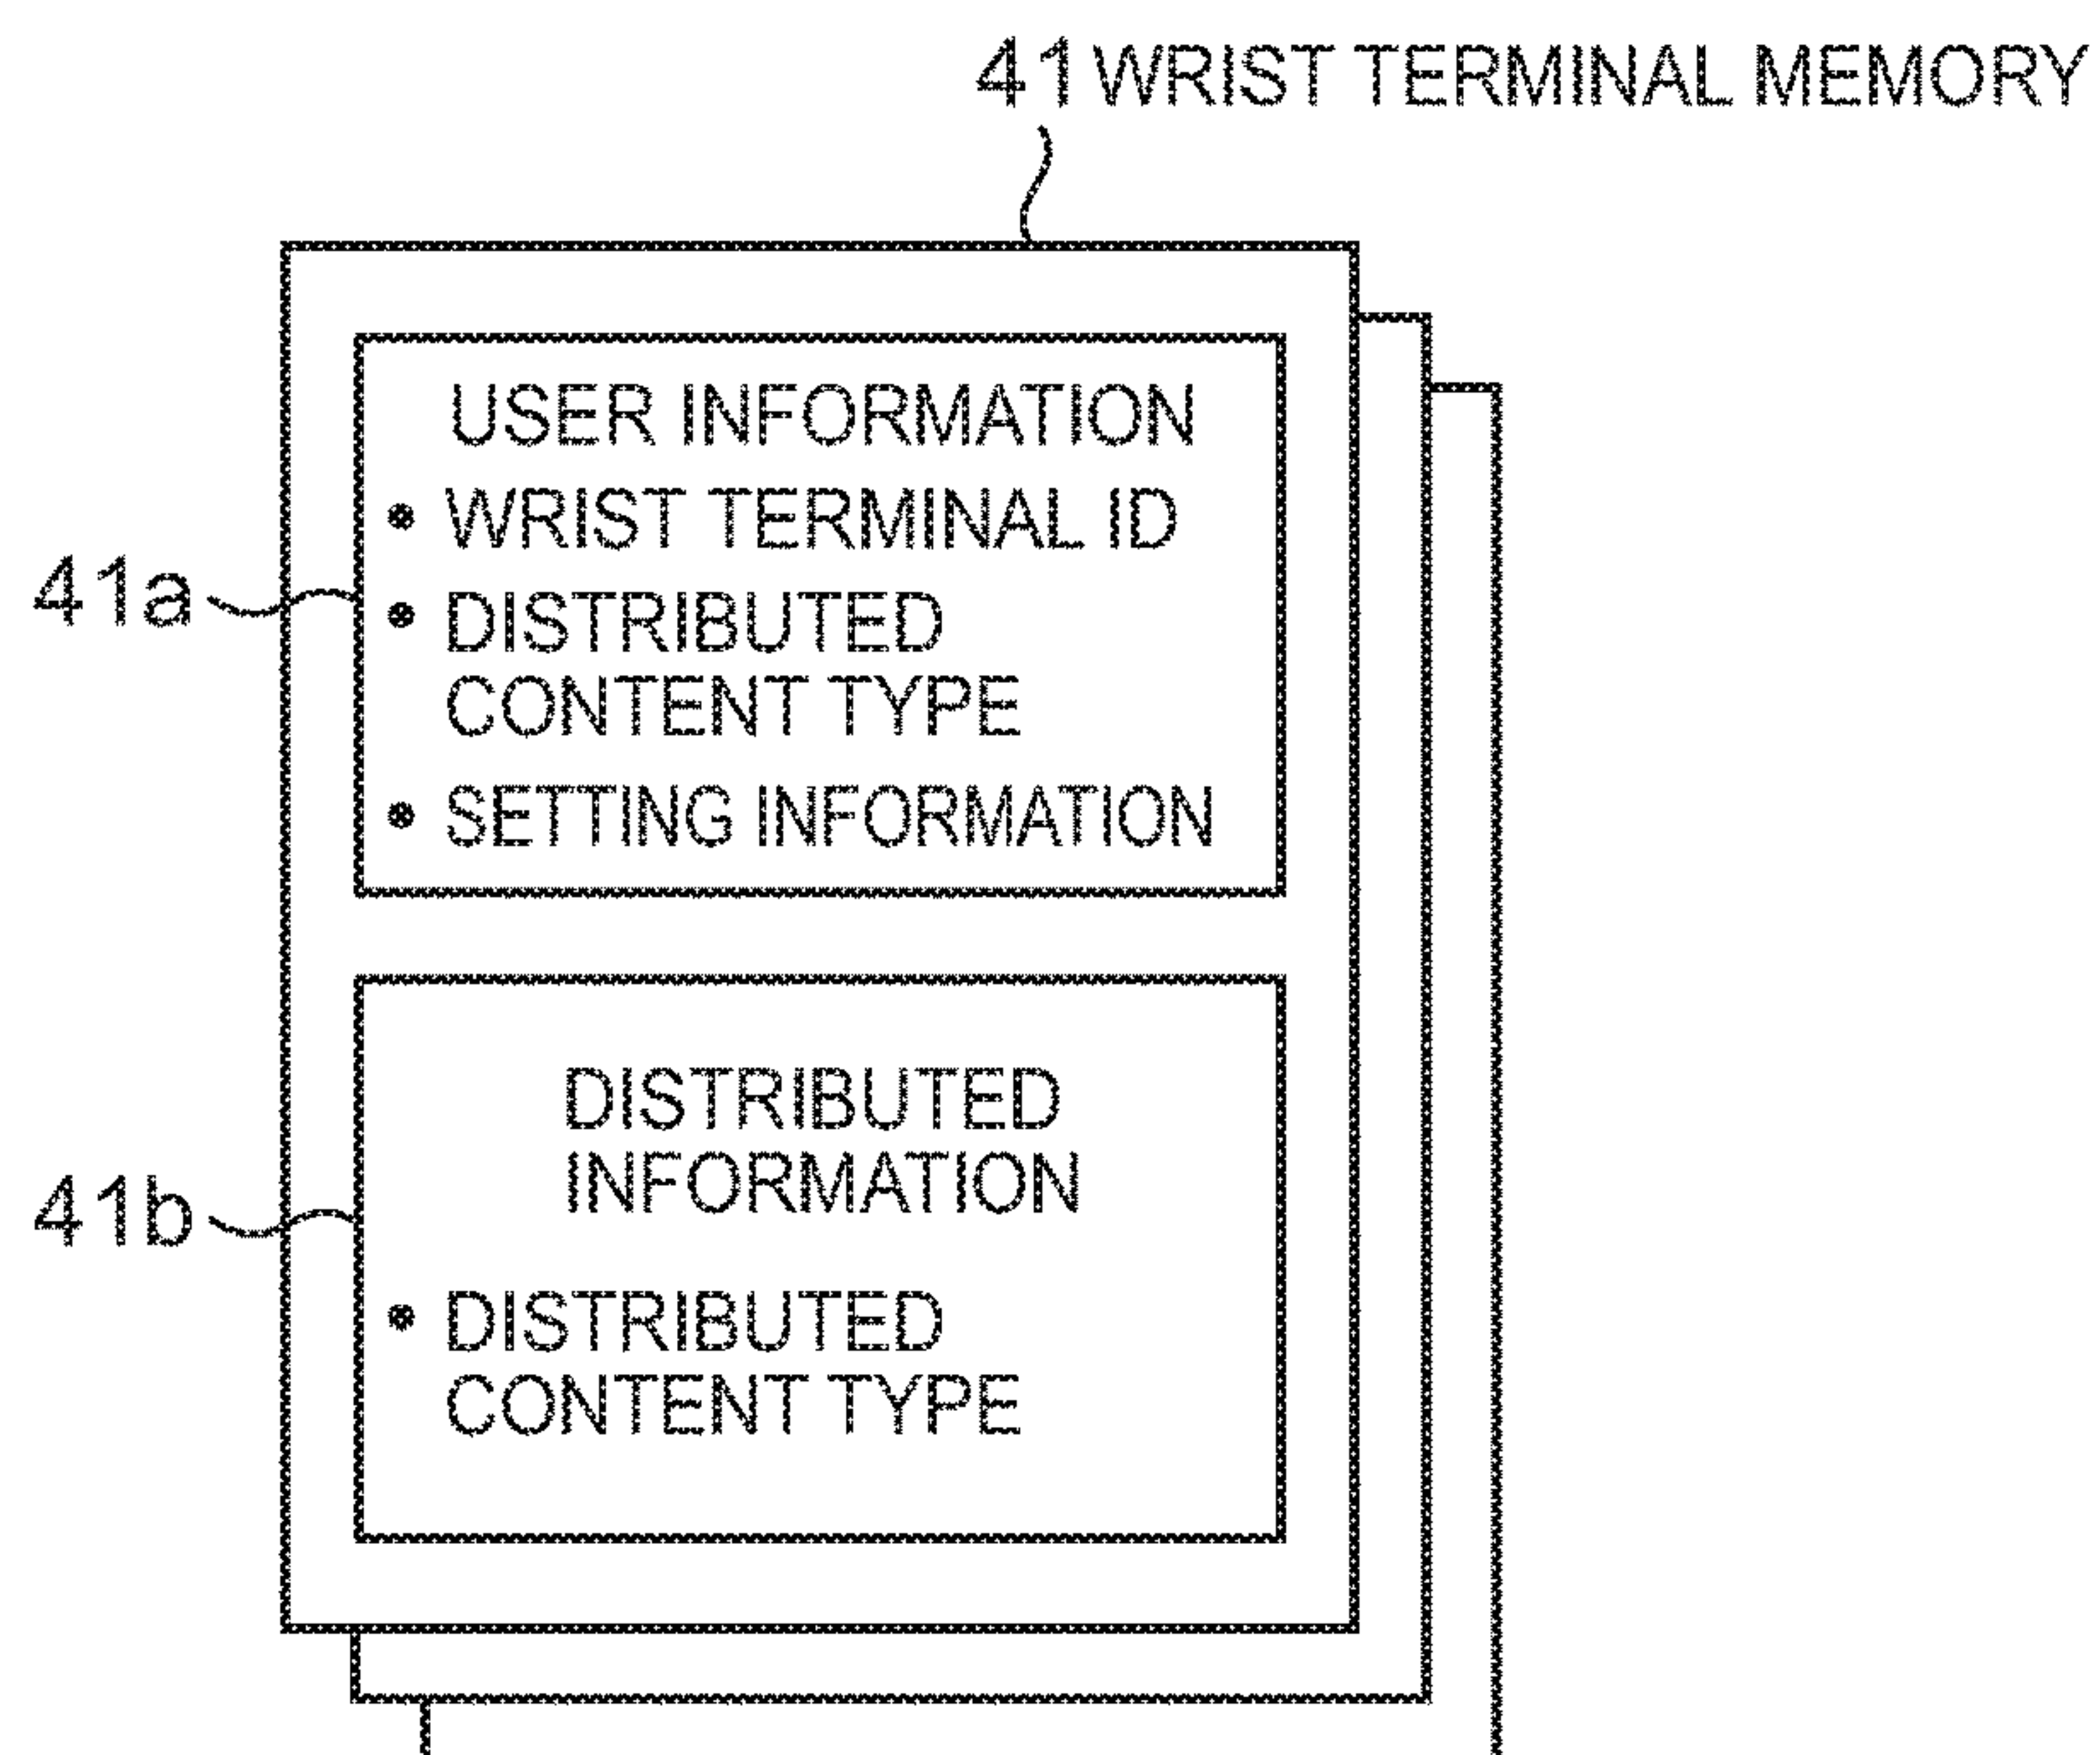 41 WRIST TERMINAL MEMORY
USER INFORMATION
• WRIST TERMINAL ID
41a
• DISTRIBUTED
CONTENT TYPE
• SETTING INFORMATION
DISTRIBUTED
INFORMATION
41b
• DISTRIBUTED
CONTENT TYPE